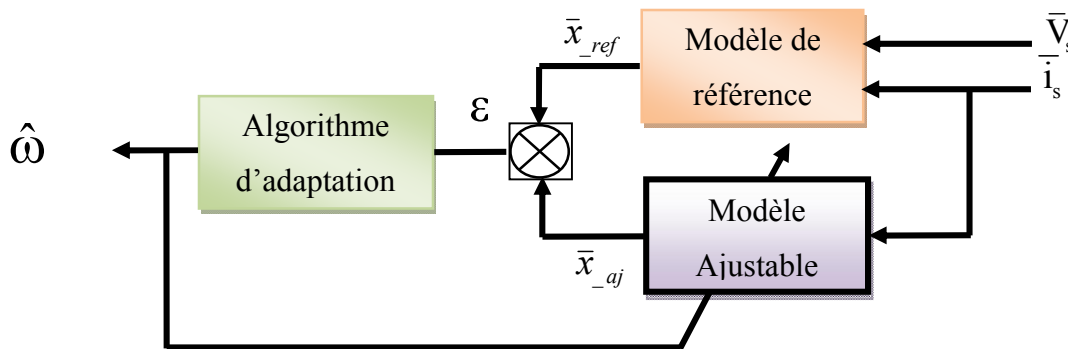 x̄_ref
Modèle de
référence
V̄s
īs
ε
Algorithme
d'adaptation
ω̂
Modèle
Ajustable
x̄_aj